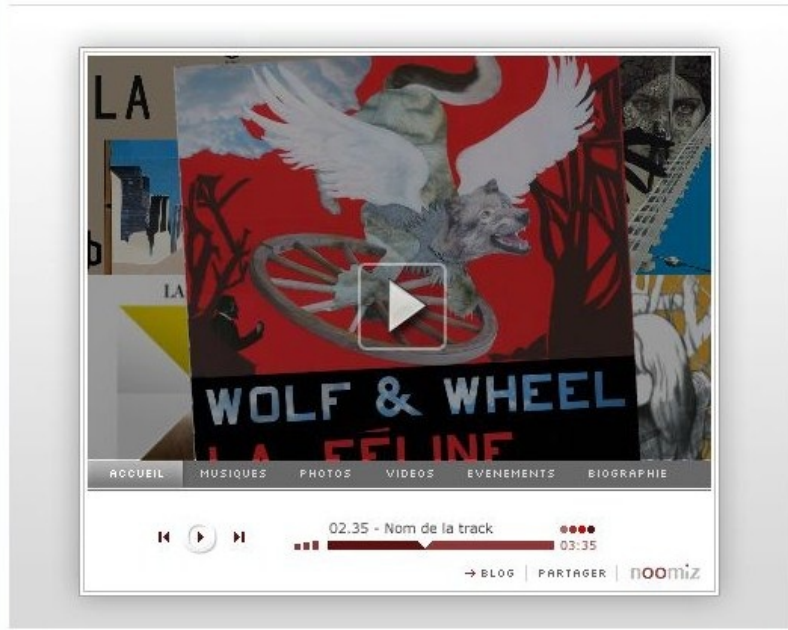 LA
LA
WOLF & WHEEL
LA FÉLINE
ACCUEIL MUSIQUES PHOTOS VIDEOS EVENEMENTS BIOGRAPHIE
02.35 - Nom de la track
03:35
→ BLOG | PARTAGER | noomiz